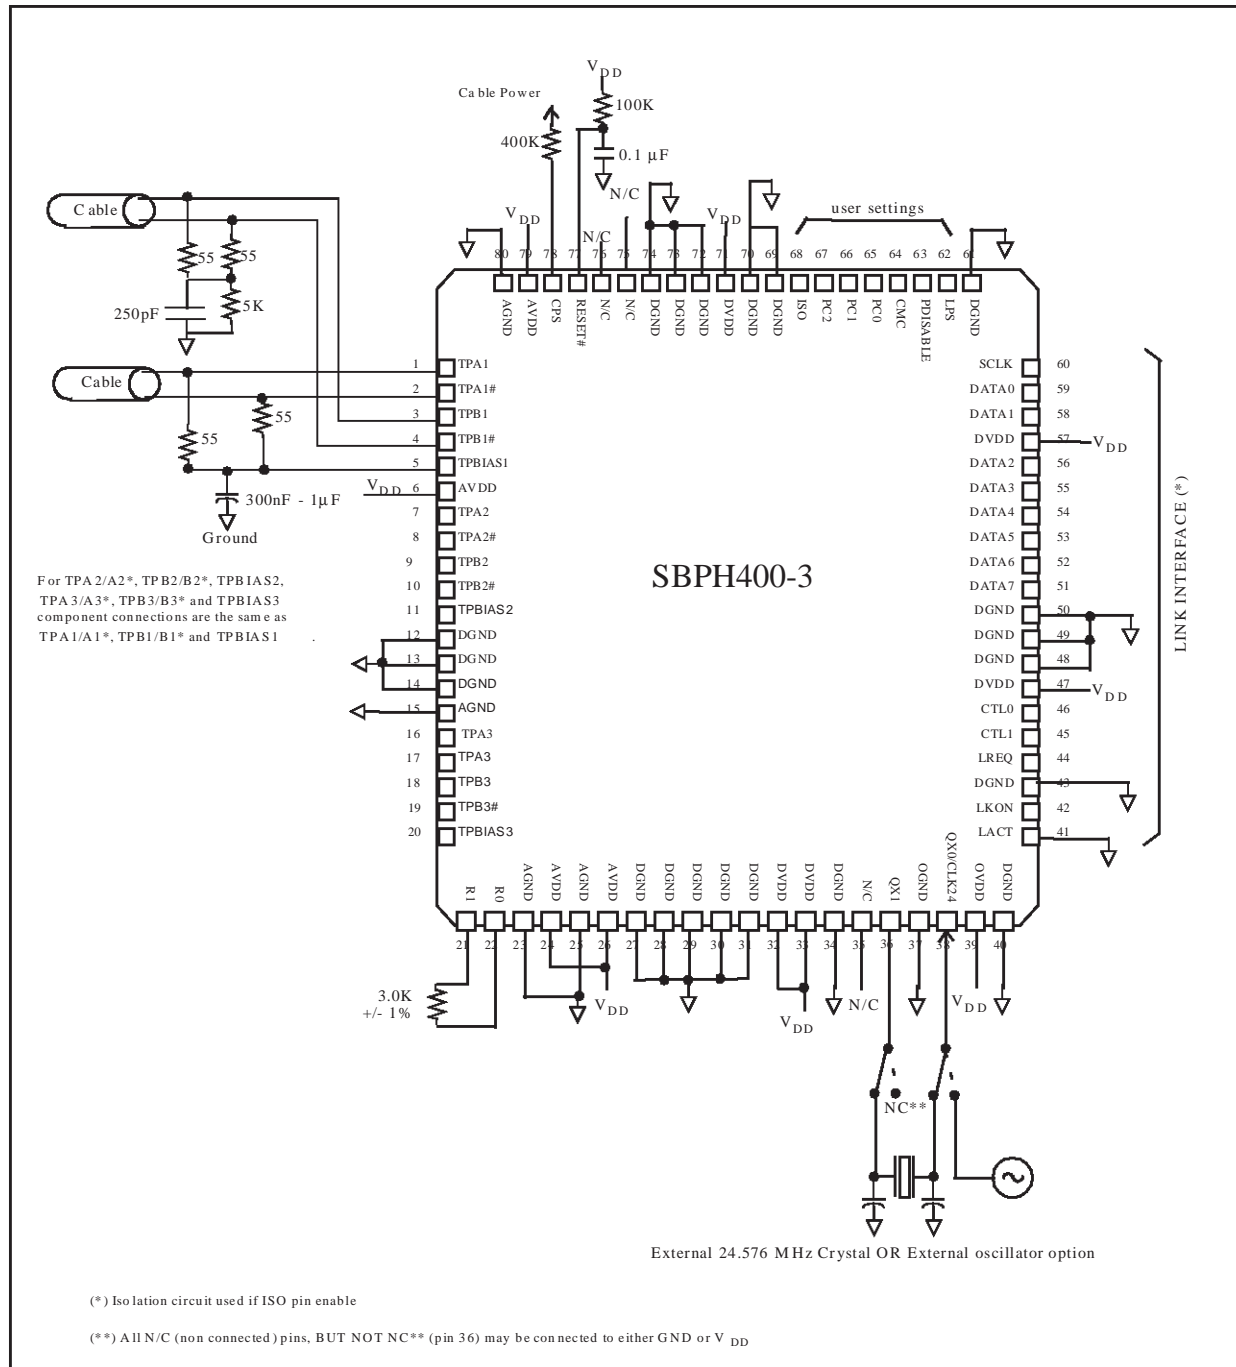 V DD
Cable Power
100K
400K
0.1 µF
N/C
Cable
V DD
N/C
V DD
user settings
80 79 78 77 76 75 74 73 72 71 70 69 68 67 66 65 64 63 62 61
55
55
250pF
5K
AGND AVDD CPS RESET# N/C N/C DGND DGND DGND DVDD DGND DGND ISO PC2 PC1 PC0 CMC PDISABLE LPS DGND
Cable
55
55
300nF - 1µF
Ground
1 TPA1
2 TPA1#
3 TPB1
4 TPB1#
5 TPBIAS1
V DD 6 AVDD
7 TPA2
8 TPA2#
9 TPB2
10 TPB2#
11 TPBIAS2
12 DGND
13 DGND
14 DGND
15 AGND
16 TPA3
17 TPA3
18 TPB3
19 TPB3#
20 TPBIAS3
For TPA2/A2*, TPB2/B2*, TPBIAS2,
TPA3/A3*, TPB3/B3* and TPBIAS3
component connections are the same as
TPA1/A1*, TPB1/B1* and TPBIAS1 .
SBPH400-3
SCLK 60
DATA0 59
DATA1 58
DVDD 57 V DD
DATA2 56
DATA3 55
DATA4 54
DATA5 53
DATA6 52
DATA7 51
DGND 50
DGND 49
DGND 48
DVDD 47 V DD
CTL0 46
CTL1 45
LREQ 44
DGND 43
LKON 42
LACT 41
LINK INTERFACE (*)
R1 R0 AGND AVDD AGND AVDD DGND DGND DGND DGND DGND DVDD DVDD DGND N/C QX1 OGND QX0/CLK24 OVDD DGND
21 22 23 24 25 26 27 28 29 30 31 32 33 34 35 36 37 38 39 40
3.0K
+/- 1%
V DD
V DD
N/C
V DD
NC**
External 24.576 MHz Crystal OR External oscillator option
(*) Isolation circuit used if ISO pin enable
(**) All N/C (non connected) pins, BUT NOT NC** (pin 36) may be connected to either GND or V DD